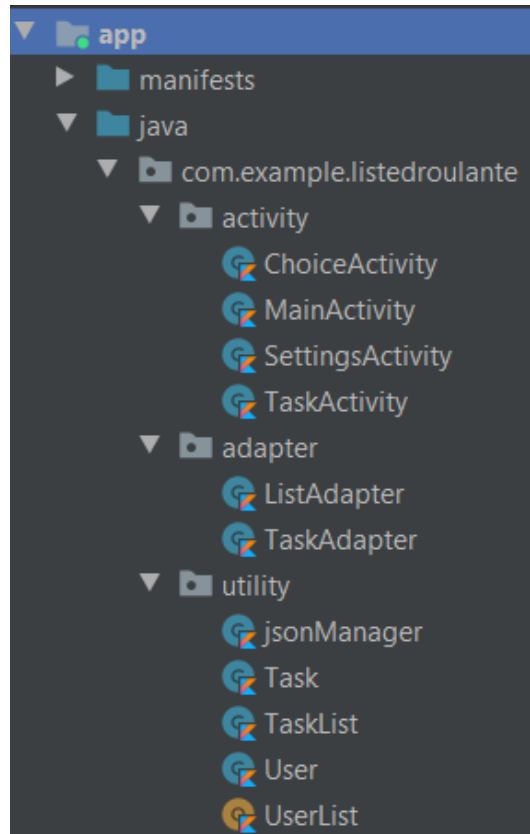 app
manifests
java
com.example.listedroulante
activity
ChoiceActivity
MainActivity
SettingsActivity
TaskActivity
adapter
ListAdapter
TaskAdapter
utility
jsonManager
Task
TaskList
User
UserList